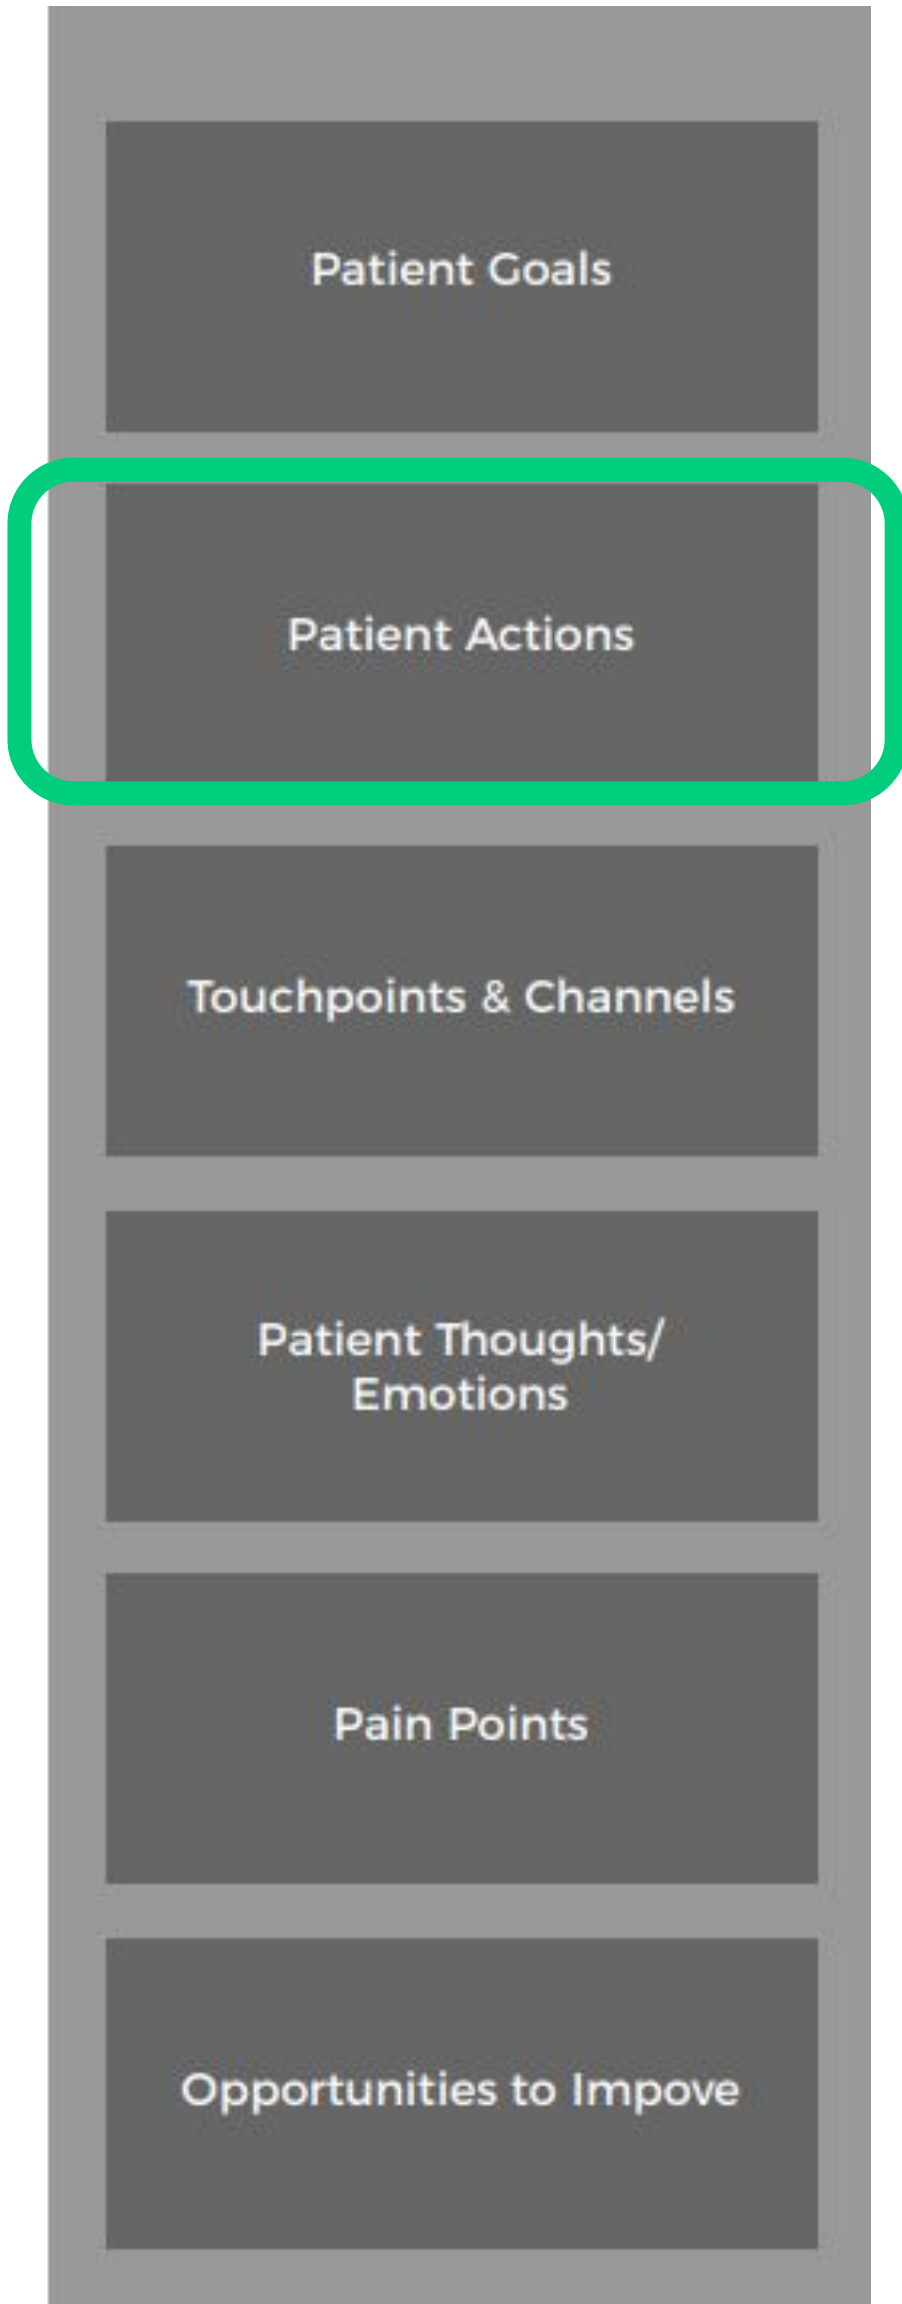 Patient Goals
Patient Actions
Touchpoints & Channels
Patient Thoughts/
Emotions
Pain Points
Opportunities to Impove